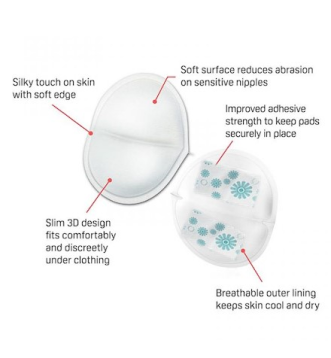 Soft surface reduces abrasion
on sensitive nipples
Silky touch on skin
with soft edge
Improved adhesive
strength to keep pads
securely in place
Slim 3D design
fits comfortably
and discreetly
under clothing
Breathable outer lining
keeps skin cool and dry